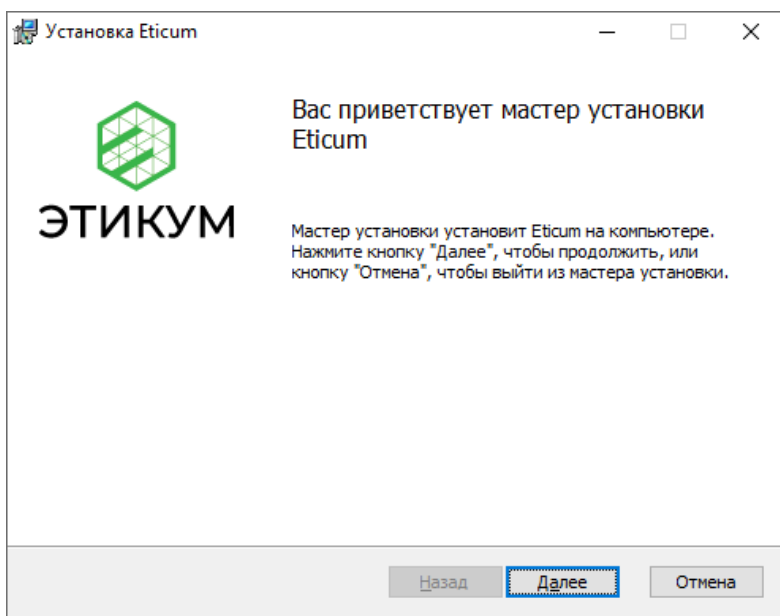 Установка Eticum
Вас приветствует мастер установки
Eticum
ЭТИКУМ
Мастер установки установит Eticum на компьютере.
Нажмите кнопку "Далее", чтобы продолжить, или
кнопку "Отмена", чтобы выйти из мастера установки.
Назад
Далее
Отмена